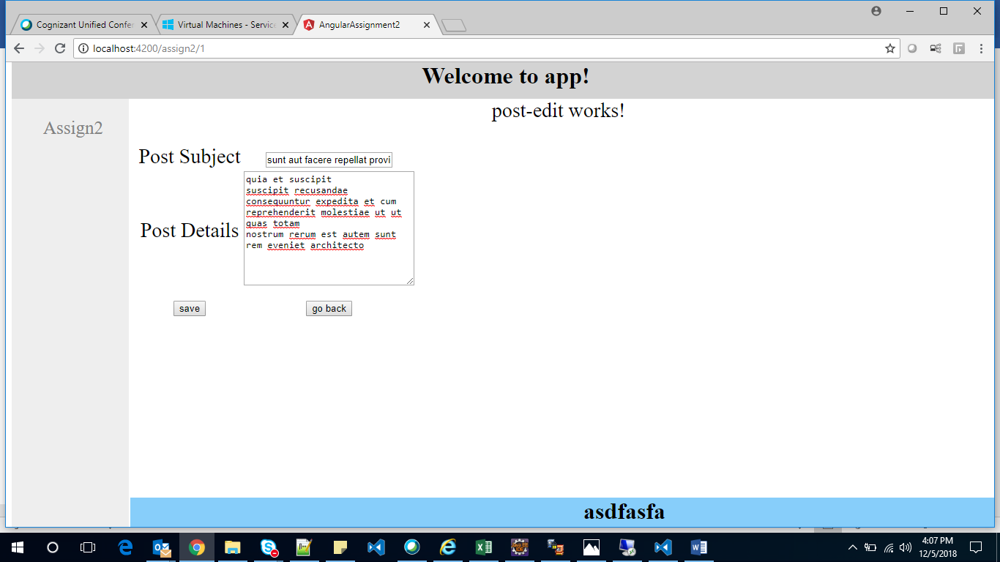 Cognizant Unified Confer
Virtual Machines - Service
AngularAssignment2
localhost:4200/assign2/1
Welcome to app!
post-edit works!
Assign2
Post Subject
sunt aut facere repellat provi
Post Details
quia et suscipit
suscipit recusandae
consequuntur expedita et cum
reprehenderit molestiae ut ut
quas totam
nostrum rerum est autem sunt
rem eveniet architecto
save
go back
asdfasfa
4:07 PM
12/5/2018